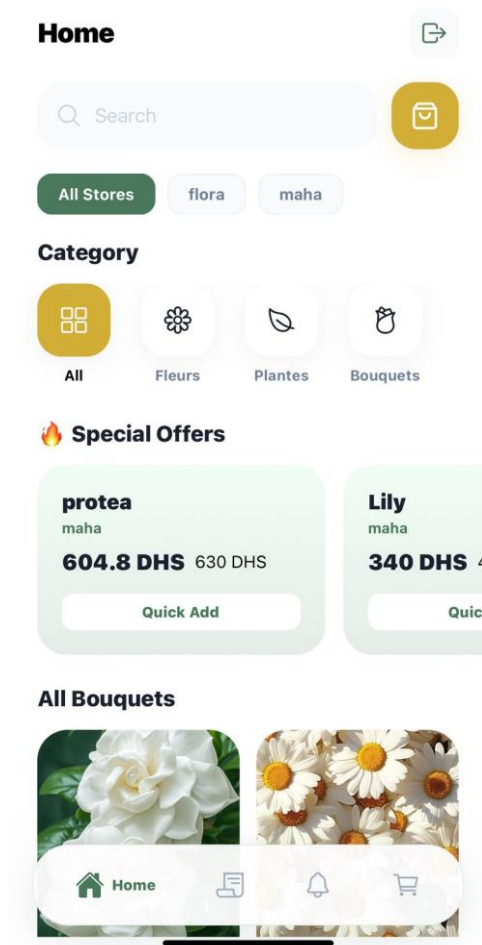 Home
Search
All Stores
flora
maha
Category
All
Fleurs
Plantes
Bouquets
🔥 Special Offers
protea
maha
604.8 DHS 630 DHS
Quick Add
Lily
maha
340 DHS
All Bouquets
Home